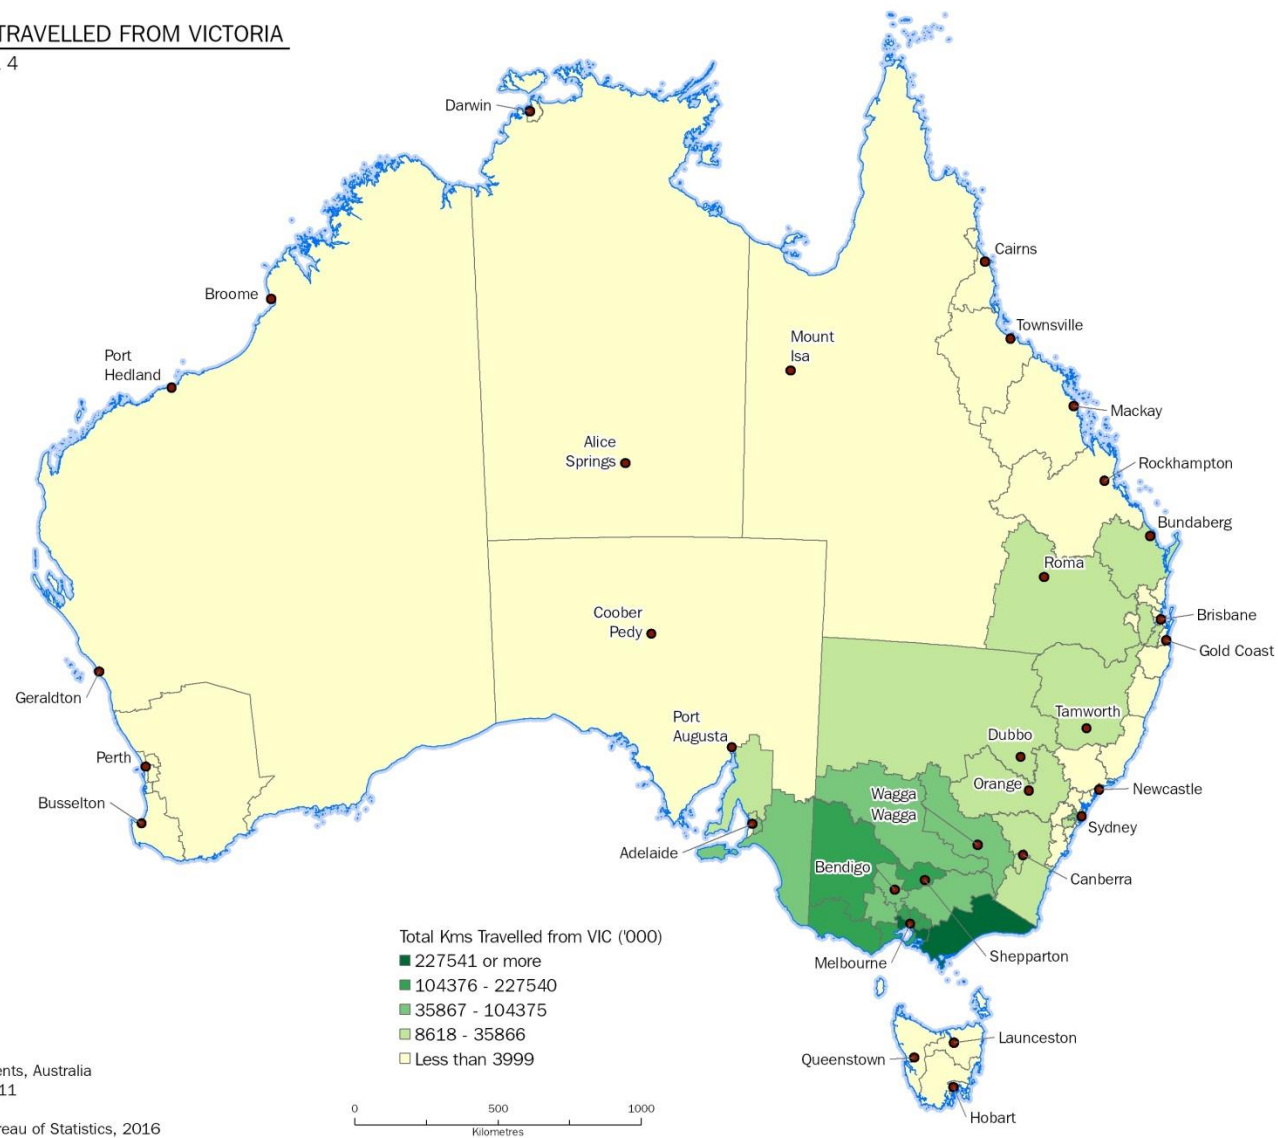 TRAVELLED FROM VICTORIA
4
Darwin
Cairns
Broome
Townsville
Mount
Isa
Port
Hedland
Mackay
Alice
Springs
Rockhampton
Bundaberg
Roma
Coober
Pedy
Brisbane
Gold Coast
Geraldton
Port
Augusta
Tamworth
Dubbo
Perth
Orange
Newcastle
Wagga
Wagga
Busselton
Sydney
Adelaide
Bendigo
Canberra
Shepparton
Melbourne
Total Kms Travelled from VIC ('000)
227541 or more
104376 - 227540
35867 - 104375
8618 - 35866
Less than 3999
Launceston
Queenstown
Hobart
ents, Australia
11
reau of Statistics, 2016
0 500 1000
Kilometres